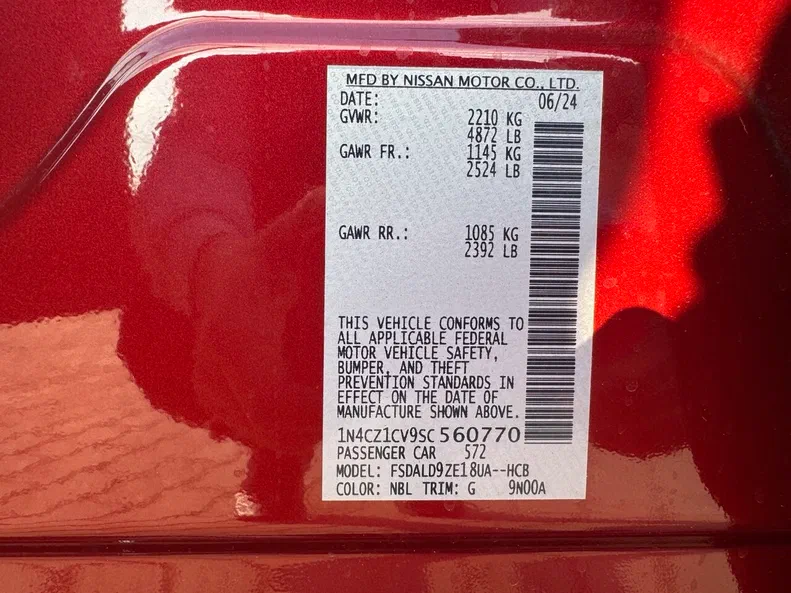 MFD BY NISSAN MOTOR CO., LTD.
DATE: 06/24
GVWR: 2210 KG
4872 LB
GAWR FR.: 1145 KG
2524 LB
GAWR RR.: 1085 KG
2392 LB
THIS VEHICLE CONFORMS TO
ALL APPLICABLE FEDERAL
MOTOR VEHICLE SAFETY,
BUMPER, AND THEFT
PREVENTION STANDARDS IN
EFFECT ON THE DATE OF
MANUFACTURE SHOWN ABOVE.
1N4CZ1CV9SC560770
PASSENGER CAR 572
MODEL: FSDALD9ZE18UA--HCB
COLOR: NBL TRIM: G 9N00A